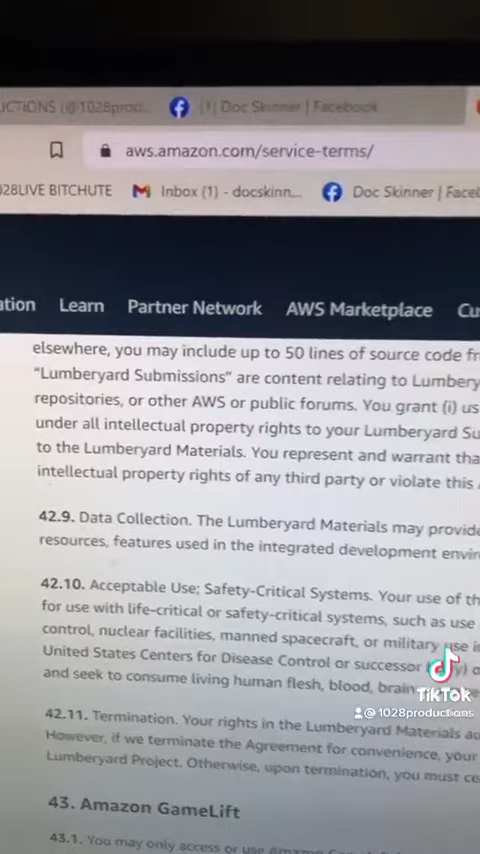 UCTIONS (@1028prod...
(1) Doc Skinner | Facebook
aws.amazon.com/service-terms/
028LIVE BITCHUTE
Inbox (1) - docskinn...
Doc Skinner | Face
ation Learn Partner Network AWS Marketplace Cu
elsewhere, you may include up to 50 lines of source code fr
“Lumberyard Submissions” are content relating to Lumbery
repositories, or other AWS or public forums. You grant (i) us
under all intellectual property rights to your Lumberyard Su
to the Lumberyard Materials. You represent and warrant tha
intellectual property rights of any third party or violate this
42.9. Data Collection. The Lumberyard Materials may provide
resources, features used in the integrated development envir
42.10. Acceptable Use; Safety-Critical Systems. Your use of th
for use with life-critical or safety-critical systems, such as use
control, nuclear facilities, manned spacecraft, or military use i
United States Centers for Disease Control or successor
and seek to consume living human flesh, blood, brain
TikTok
@1028productions
42.11. Termination. Your rights in the Lumberyard Materials au
However, if we terminate the Agreement for convenience, your
Lumberyard Project. Otherwise, upon termination, you must ce
43. Amazon GameLift
43.1. You may only access or use Amazon